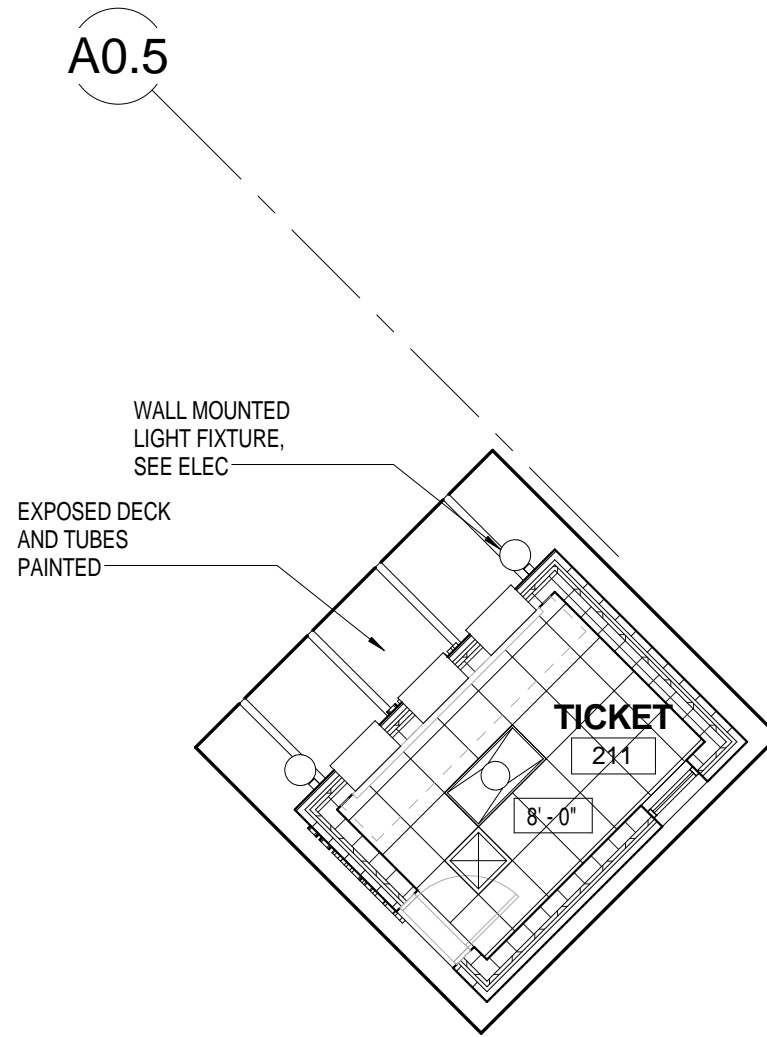 A0.5
WALL MOUNTED
LIGHT FIXTURE,
SEE ELEC
EXPOSED DECK
AND TUBES
PAINTED
TICKET
211
8' - 0"